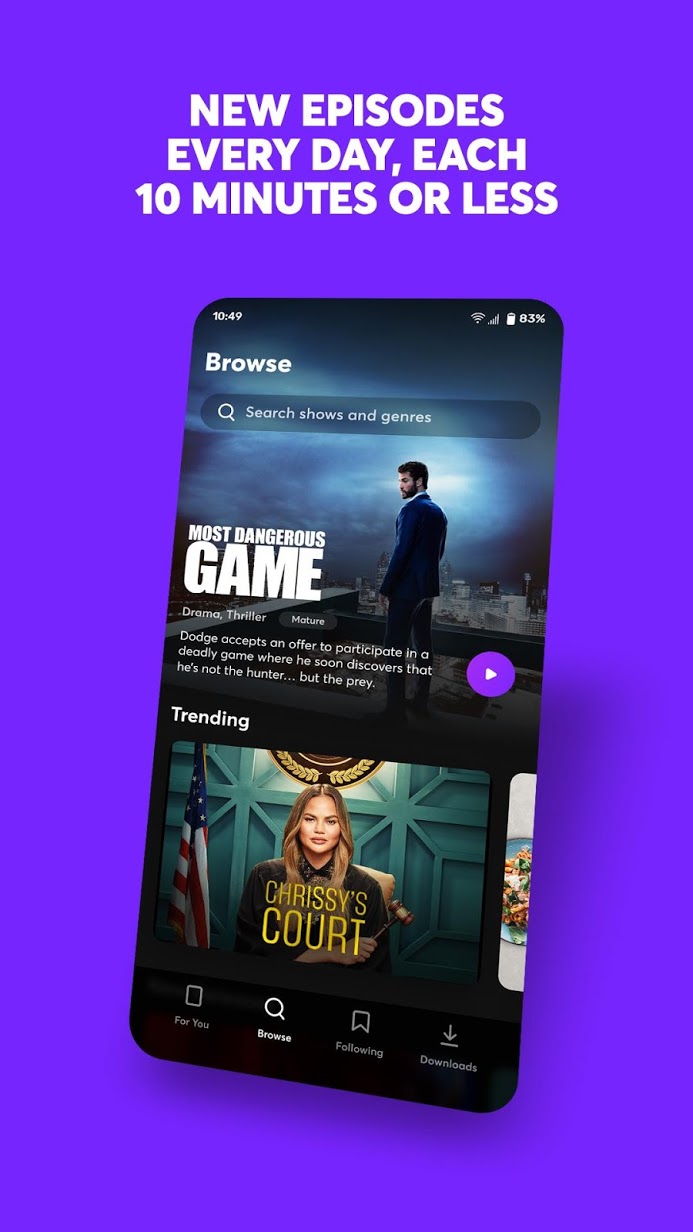 NEW EPISODES
EVERY DAY, EACH
10 MINUTES OR LESS
10:49
83%
Browse
Search shows and genres
MOST DANGEROUS
GAME
Drama, Thriller
Mature
Dodge accepts an offer to participate in a
deadly game where he soon discovers that
he's not the hunter... but the prey.
Trending
CHRISSY'S
COURT
For You
Browse
Following
Downloads